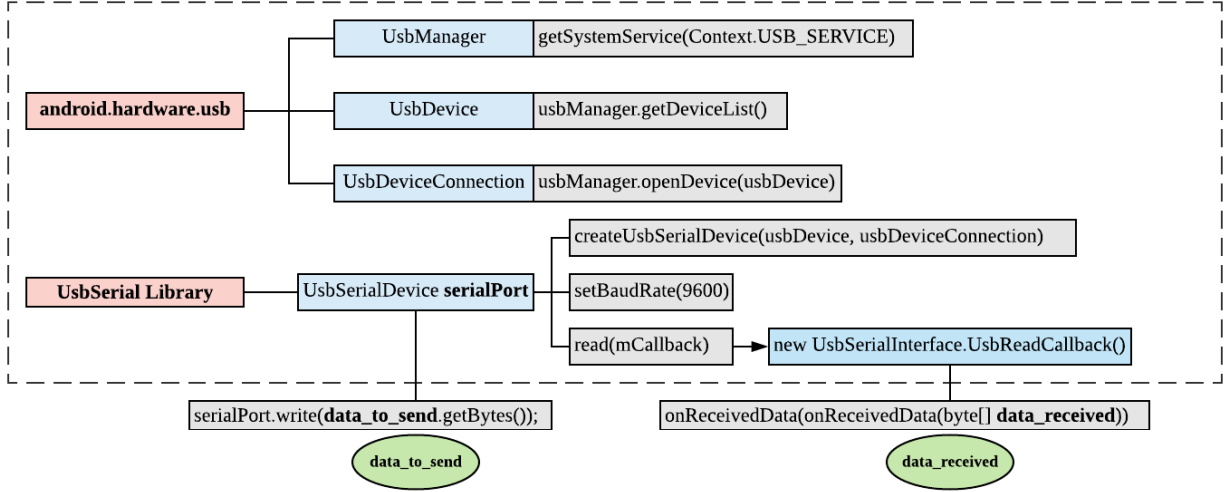 UsbManager getSystemService(Context.USB_SERVICE)
android.hardware.usb UsbDevice usbManager.getDeviceList()
UsbDeviceConnection usbManager.openDevice(usbDevice)
createUsbSerialDevice(usbDevice, usbDeviceConnection)
UsbSerial Library UsbSerialDevice serialPort setBaudRate(9600)
read(mCallback) new UsbSerialInterface.UsbReadCallback()
serialPort.write(data_to_send.getBytes()); onReceivedData(onReceivedData(byte[] data_received))
data_to_send data_received